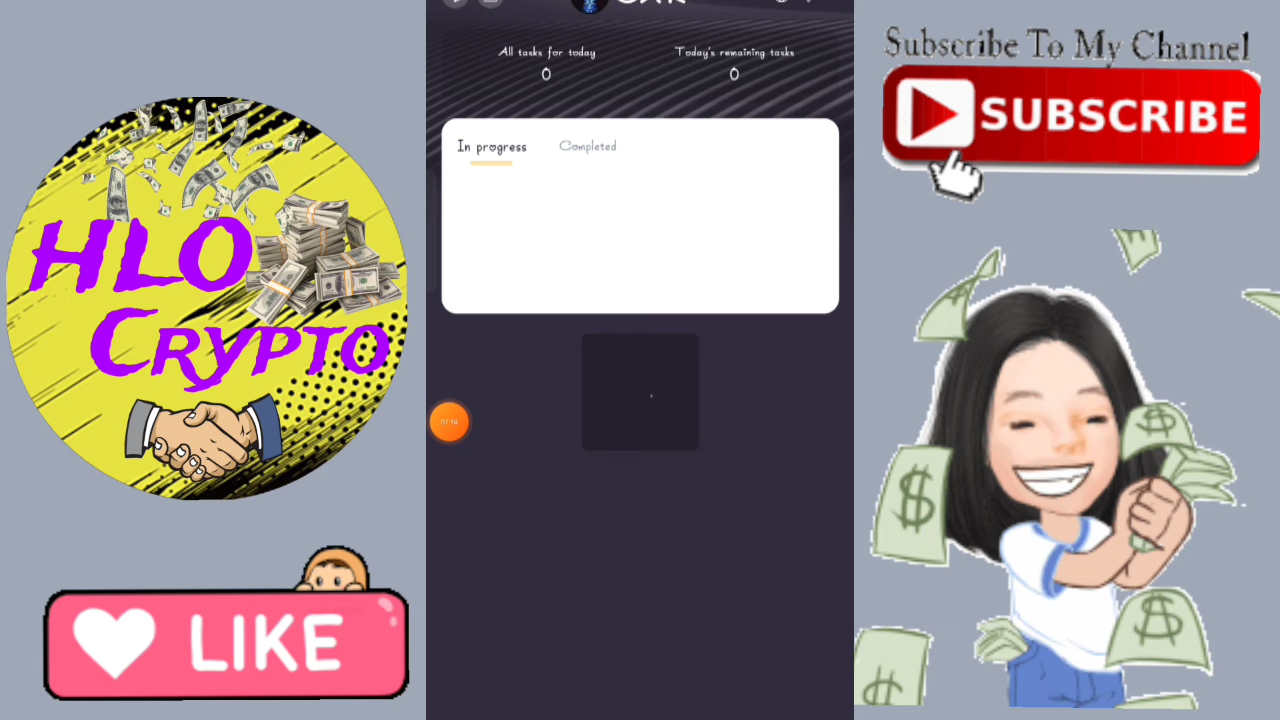 HLO
CRYPTO
LIKE
All tasks for today
0
Today's remaining tasks
0
In progress
Completed
Subscribe To My Channel
SUBSCRIBE